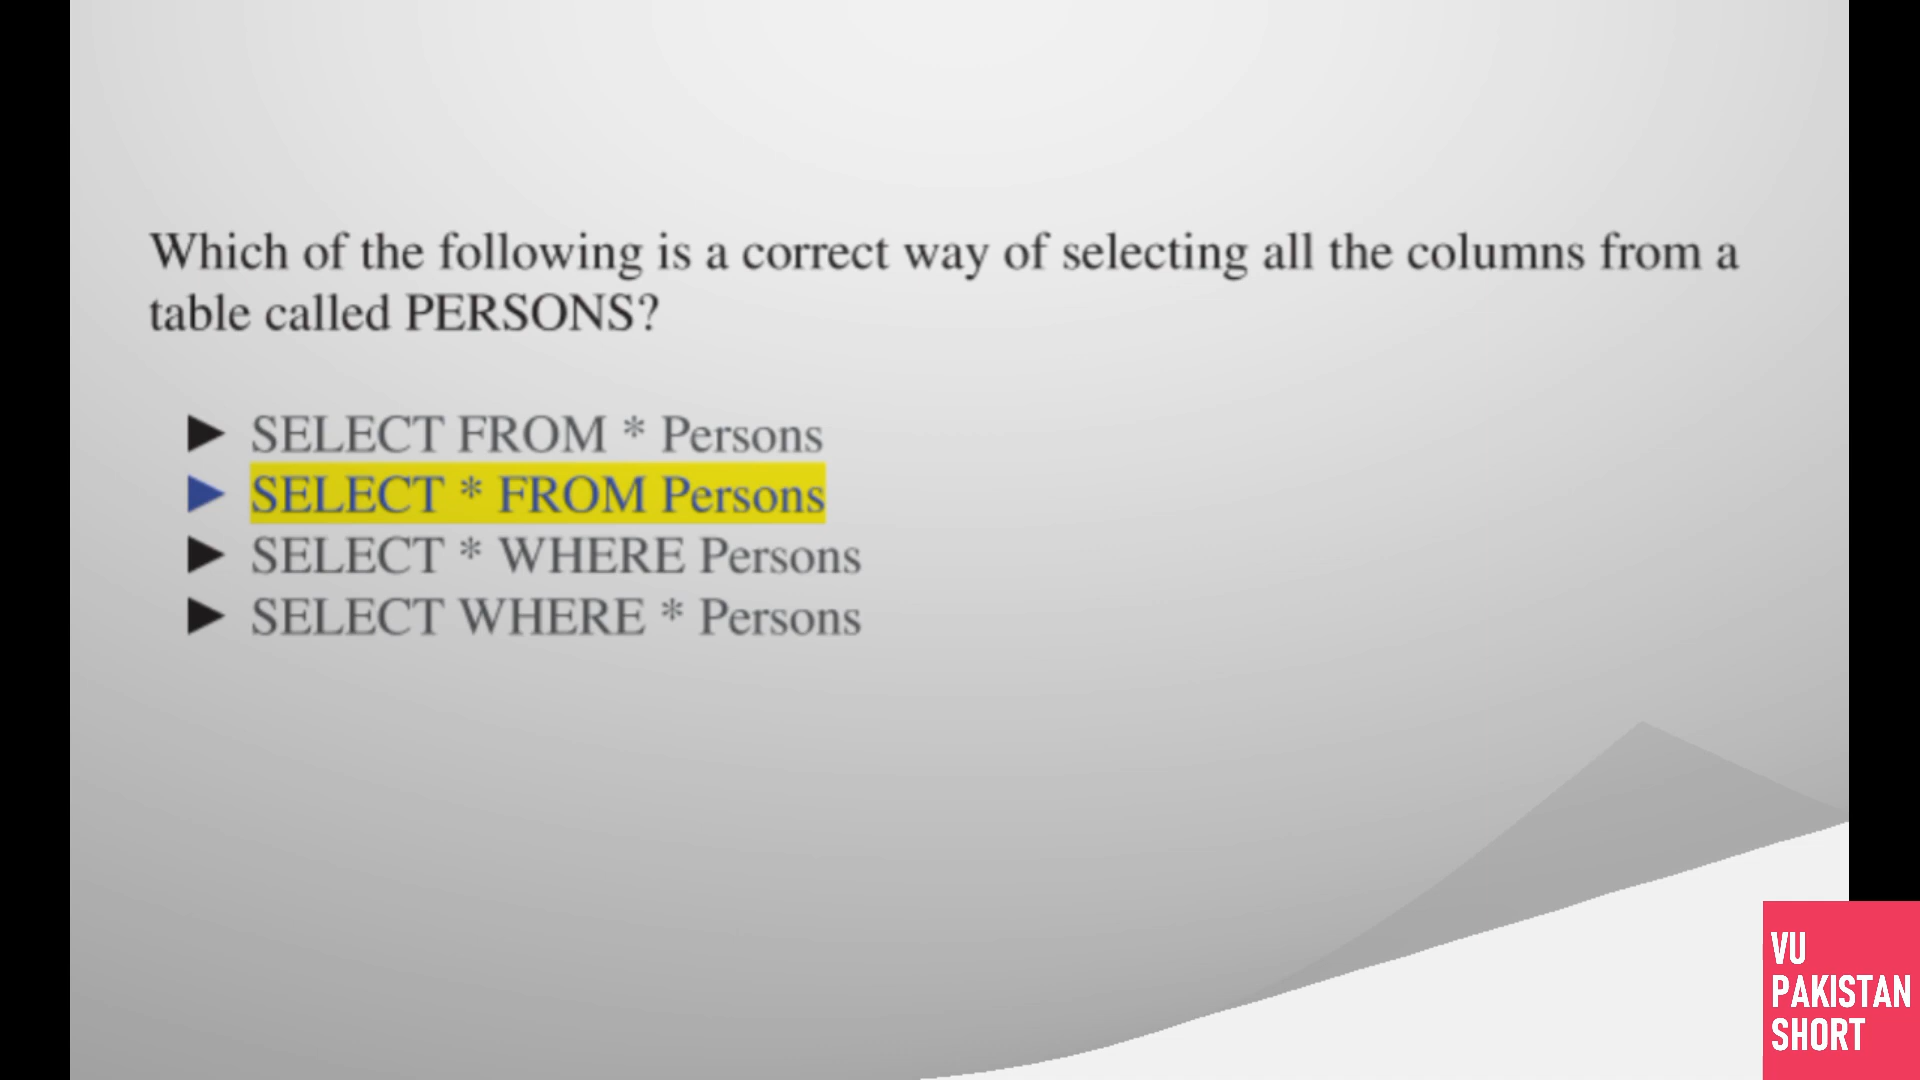 Which of the following is a correct way of selecting all the columns from a
table called PERSONS?
► SELECT FROM * Persons
► SELECT * FROM Persons
► SELECT * WHERE Persons
► SELECT WHERE * Persons
VU
PAKISTAN
SHORT